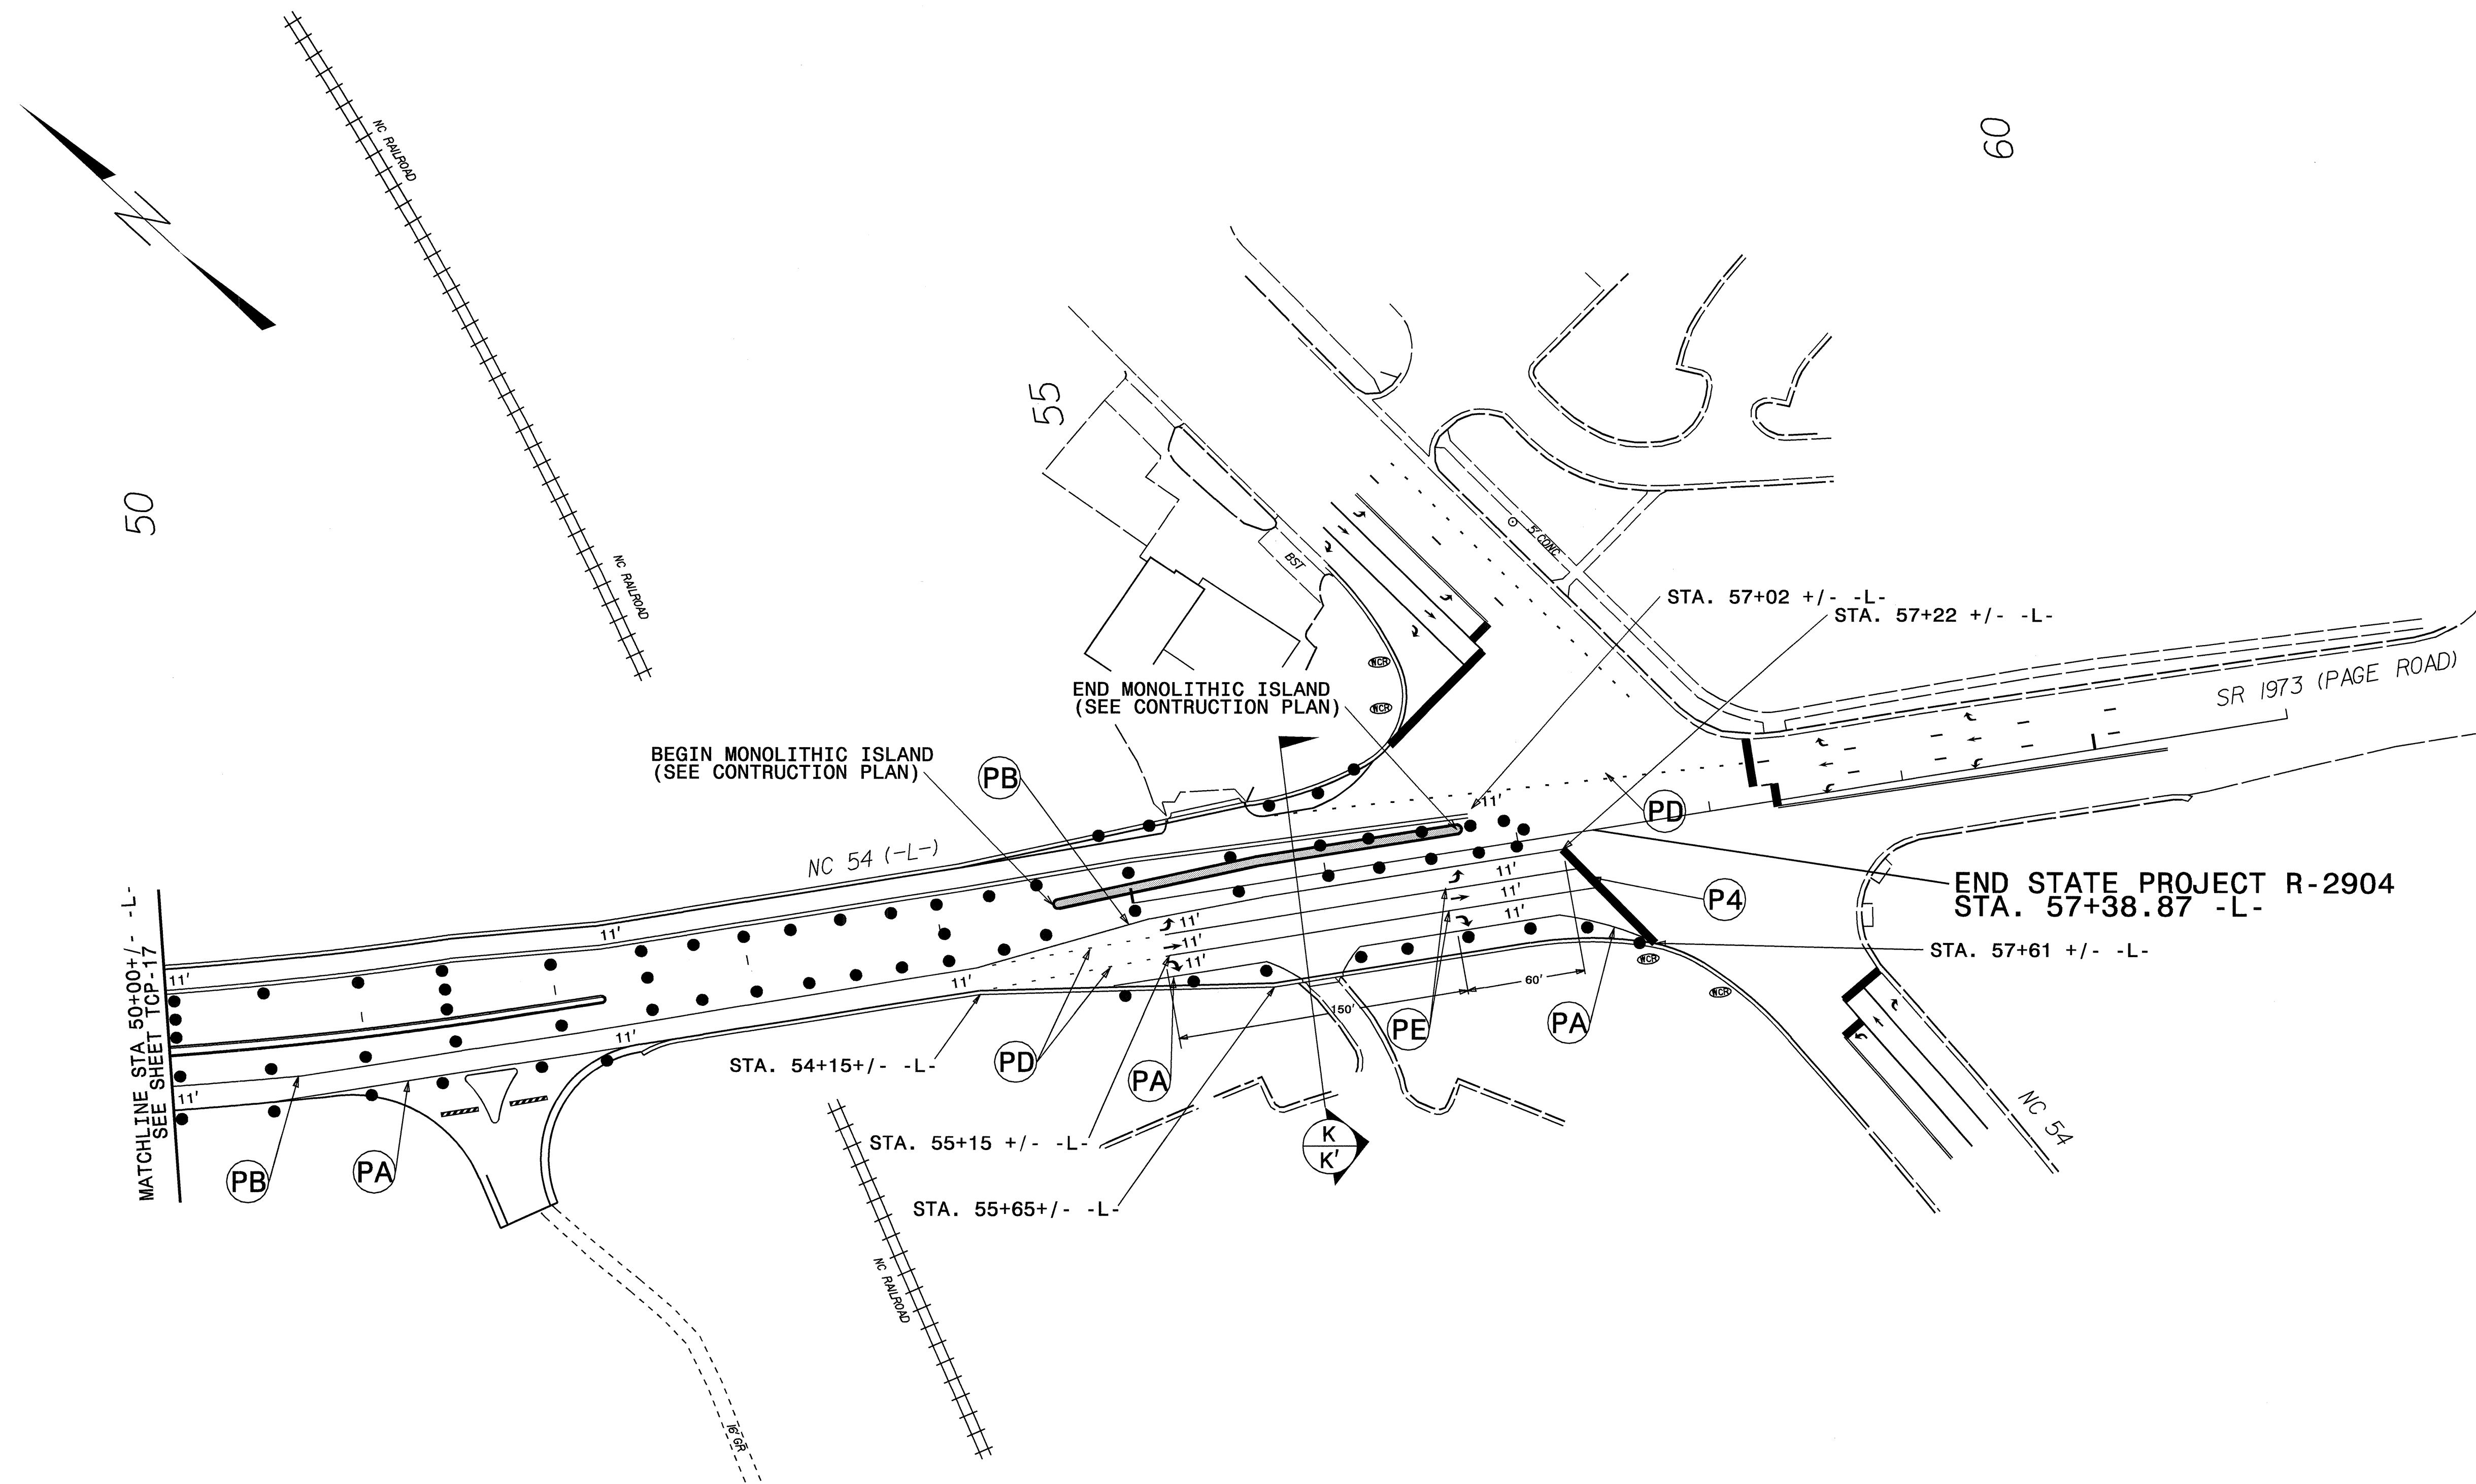 NC RAILROAD
60
55
50
NC RAILROAD
BST
5' CONC
STA. 57+02 +/- -L-
STA. 57+22 +/- -L-
WCR
WCR
END MONOLITHIC ISLAND
(SEE CONTRUCTION PLAN)
SR 1973 (PAGE ROAD)
BEGIN MONOLITHIC ISLAND
(SEE CONTRUCTION PLAN)
PB
PD
11'
NC 54 (-L-)
END STATE PROJECT R-2904
STA. 57+38.87 -L-
P4
11'
11'
11'
11'
11'
11'
11'
11'
11'
11'
11'
STA. 57+61 +/- -L-
WCR
WCR
MATCHLINE STA 50+00+/- -L-
SEE SHEET TCP-17
60'
150'
PE
PA
STA. 54+15+/- -L-
PD
PA
PB
PA
STA. 55+15 +/- -L-
K
K'
NC 54
STA. 55+65+/- -L-
NC RAILROAD
16' GR